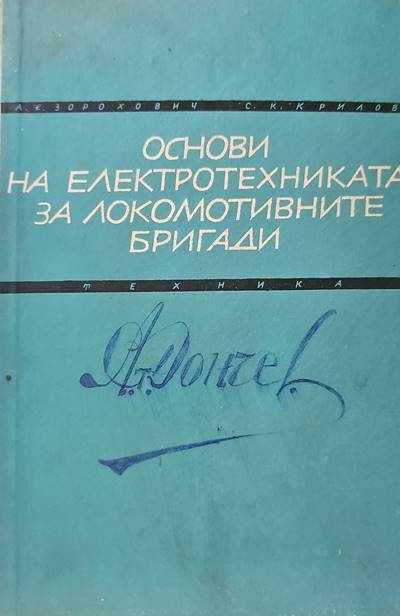 А. Е. ЗОРОХОВИЧ С. К. КРИЛОВ
ОСНОВИ
НА ЕЛЕКТРОТЕХНИКАТА
ЗА ЛОКОМОТИВНИТЕ
БРИГАДИ
ТЕХНИКА